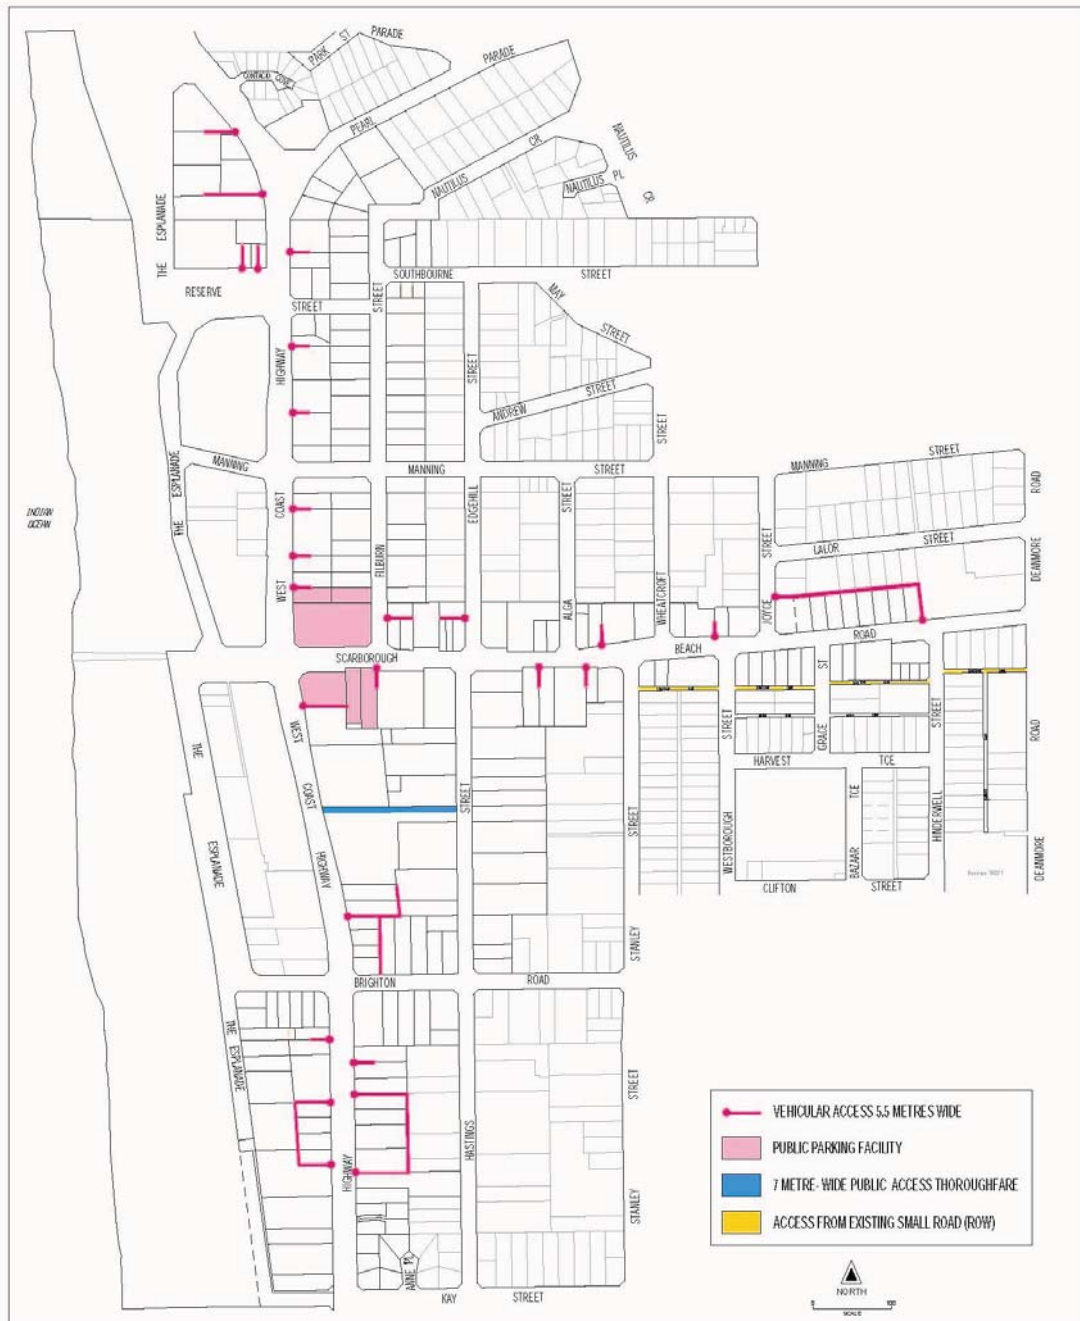 PARK ST
PARADE
CONTACIO COVE
PEARL
PARADE
NAUTILUS CR
NAUTILUS
NAUTILUS PL
CR
THE ESPLANADE
SOUTHBOURNE STREET
RESERVE
STREET
STREET
MAY STREET
HIGHWAY
STREET
ANDREW STREET
STREET
MANNING
MANNING STREET
MANNING STREET
ROAD
THE ESPLANADE
INDIAN
OCEAN
COAST
EDGEHILL
STREET
STREET
LALOR STREET
DEANMORE
WEST
FILBURN
ALGA
WHEATCROFT
JOYCE
ROAD
BEACH
SCARBOROUGH
ST
WEST
STREET
GRACE
STREET
ROAD
THE
HARVEST TCE
COAST
STREET
STREET
TCE
HINDERWELL
ESPLANADE
HIGHWAY
WESTBOROUGH
BAZAAR
DEANMORE
CLIFTON STREET
STANLEY
BRIGHTON ROAD
THE ESPLANADE
STREET
HASTINGS
HIGHWAY
STANLEY
ANNE PL
KAY STREET
VEHICULAR ACCESS 5.5 METRES WIDE
PUBLIC PARKING FACILITY
7 METRE- WIDE PUBLIC ACCESS THOROUGHFARE
ACCESS FROM EXISTING SMALL ROAD (ROW)
NORTH
0 100
SCALE